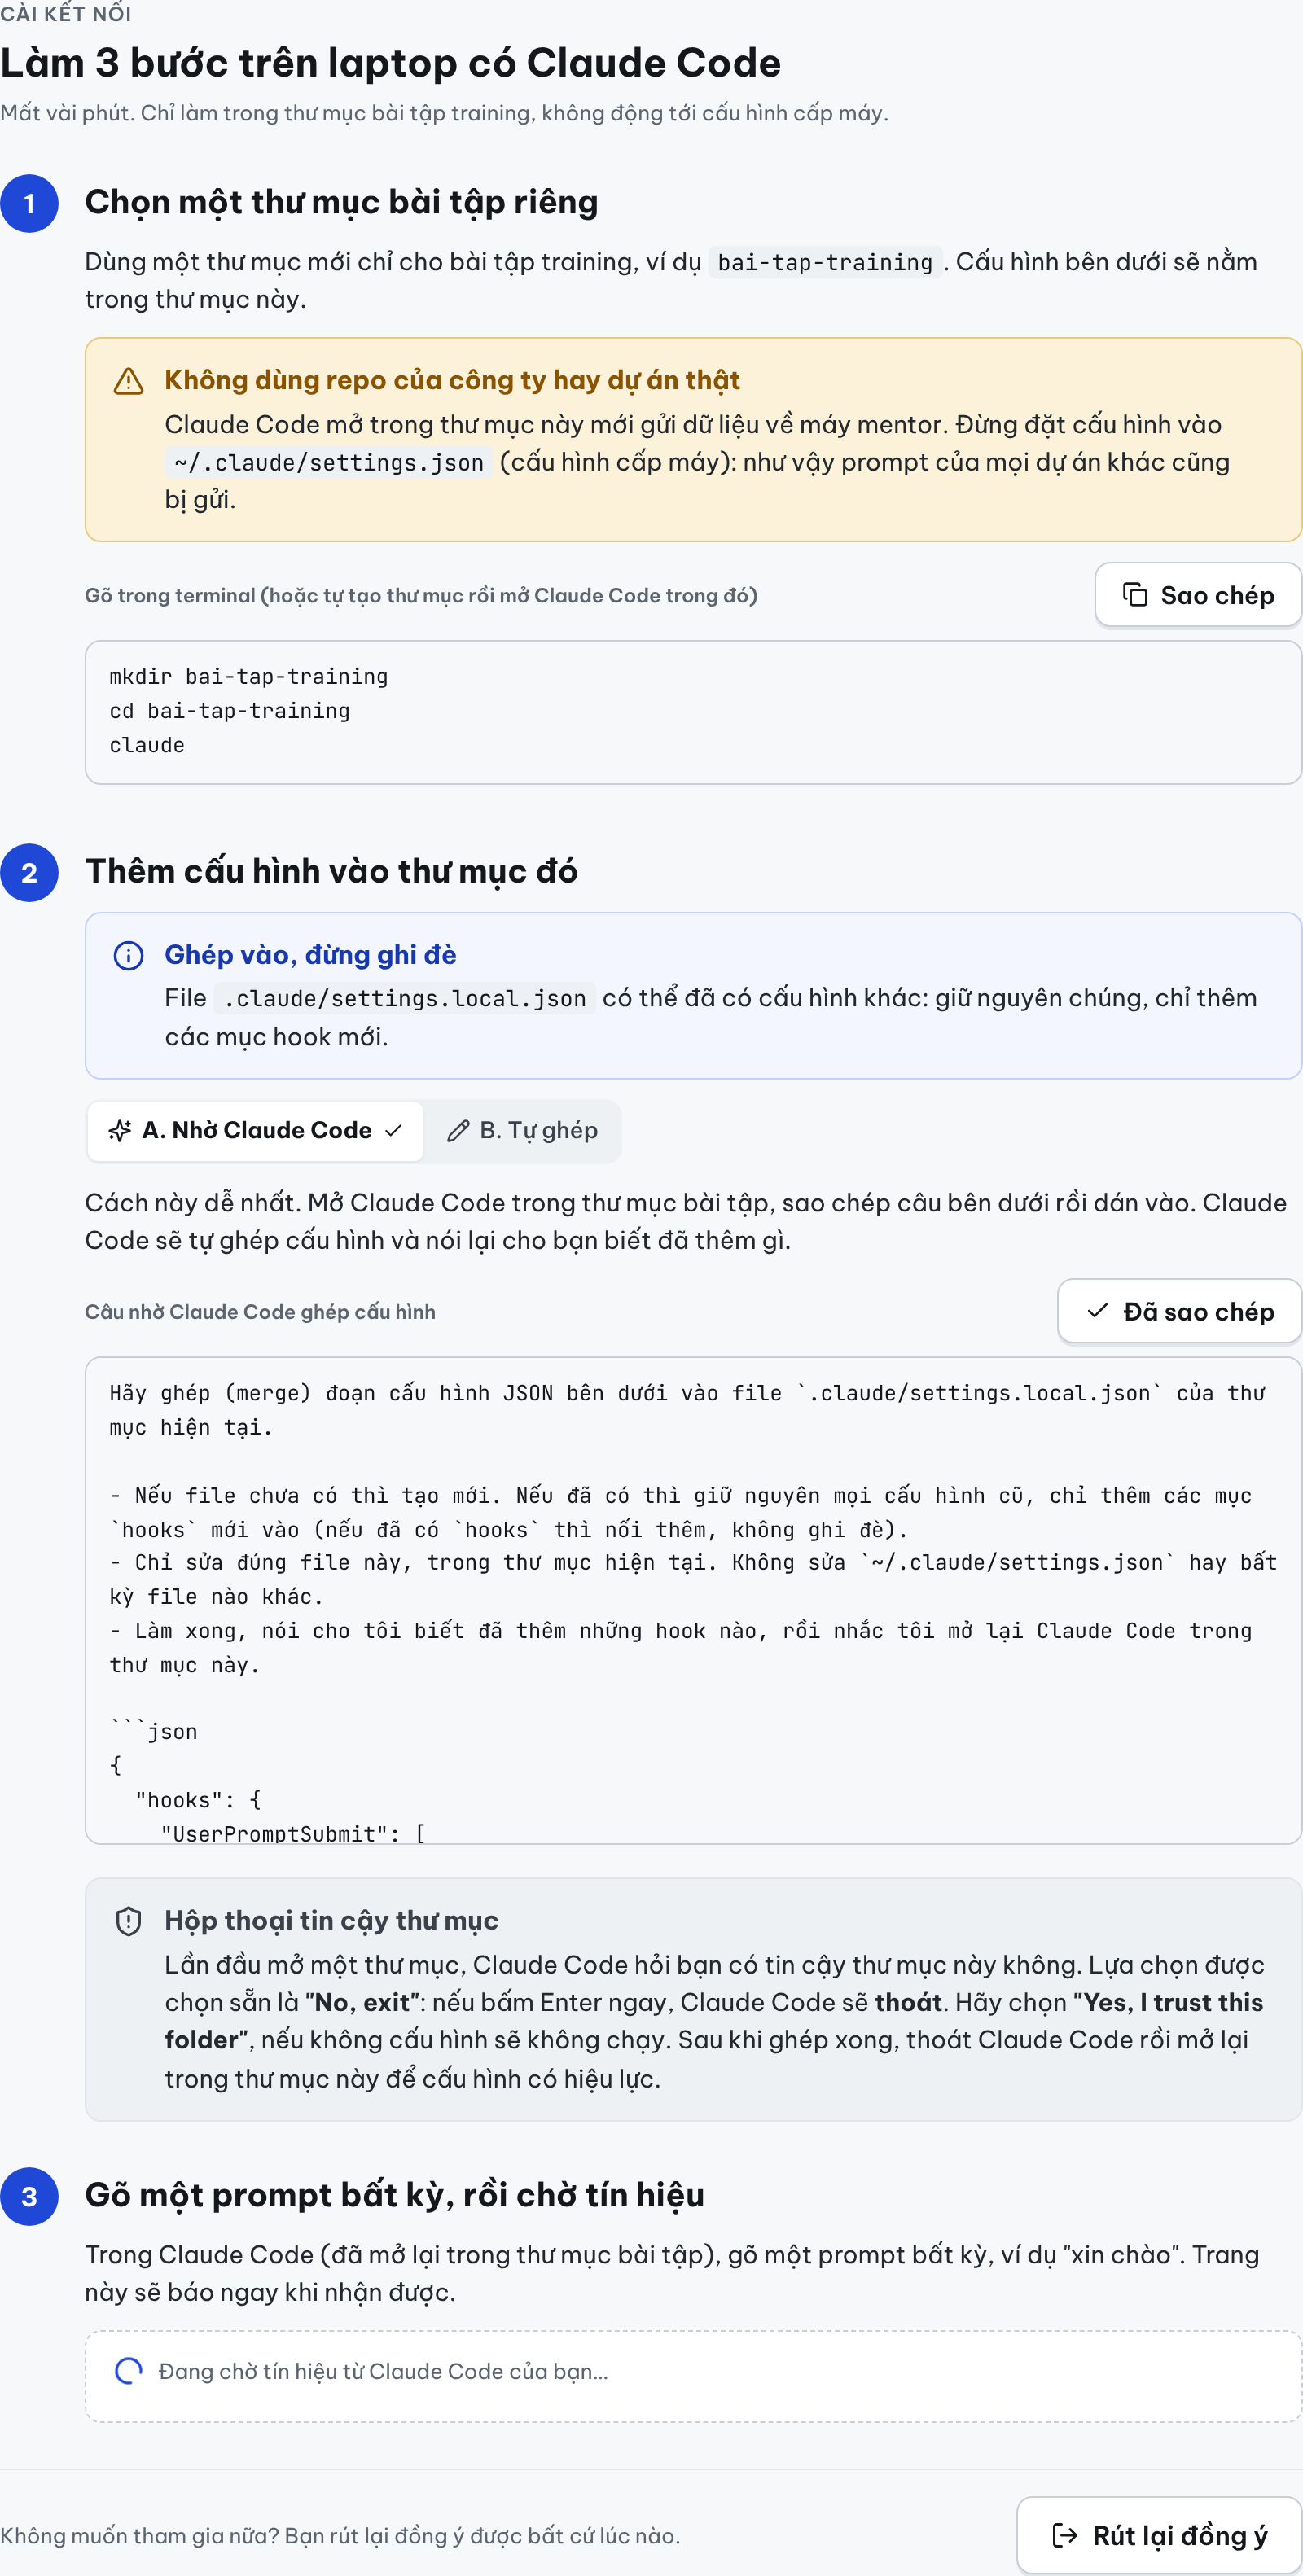 CÀI KẾT NỐI
Làm 3 bước trên laptop có Claude Code
Mất vài phút. Chỉ làm trong thư mục bài tập training, không động tới cấu hình cấp máy.
1
Chọn một thư mục bài tập riêng
Dùng một thư mục mới chỉ cho bài tập training, ví dụ bai-tap-training. Cấu hình bên dưới sẽ nằm
trong thư mục này.
Không dùng repo của công ty hay dự án thật
Claude Code mở trong thư mục này mới gửi dữ liệu về máy mentor. Đừng đặt cấu hình vào
~/.claude/settings.json (cấu hình cấp máy): như vậy prompt của mọi dự án khác cũng
bị gửi.
Gõ trong terminal (hoặc tự tạo thư mục rồi mở Claude Code trong đó)
Sao chép
mkdir bai-tap-training
cd bai-tap-training
claude
2
Thêm cấu hình vào thư mục đó
Ghép vào, đừng ghi đè
File .claude/settings.local.json có thể đã có cấu hình khác: giữ nguyên chúng, chỉ thêm
các mục hook mới.
A. Nhờ Claude Code
B. Tự ghép
Cách này dễ nhất. Mở Claude Code trong thư mục bài tập, sao chép câu bên dưới rồi dán vào. Claude
Code sẽ tự ghép cấu hình và nói lại cho bạn biết đã thêm gì.
Câu nhờ Claude Code ghép cấu hình
Đã sao chép
Hãy ghép (merge) đoạn cấu hình JSON bên dưới vào file `.claude/settings.local.json` của thư
mục hiện tại.
- Nếu file chưa có thì tạo mới. Nếu đã có thì giữ nguyên mọi cấu hình cũ, chỉ thêm các mục
`hooks` mới vào (nếu đã có `hooks` thì nối thêm, không ghi đè).
- Chỉ sửa đúng file này, trong thư mục hiện tại. Không sửa `~/.claude/settings.json` hay bất
kỳ file nào khác.
- Làm xong, nói cho tôi biết đã thêm những hook nào, rồi nhắc tôi mở lại Claude Code trong
thư mục này.
```json
{
"hooks": {
"UserPromptSubmit": [
Hộp thoại tin cậy thư mục
Lần đầu mở một thư mục, Claude Code hỏi bạn có tin cậy thư mục này không. Lựa chọn được
chọn sẵn là "No, exit": nếu bấm Enter ngay, Claude Code sẽ thoát. Hãy chọn "Yes, I trust this
folder", nếu không cấu hình sẽ không chạy. Sau khi ghép xong, thoát Claude Code rồi mở lại
trong thư mục này để cấu hình có hiệu lực.
3
Gõ một prompt bất kỳ, rồi chờ tín hiệu
Trong Claude Code (đã mở lại trong thư mục bài tập), gõ một prompt bất kỳ, ví dụ "xin chào". Trang
này sẽ báo ngay khi nhận được.
Đang chờ tín hiệu từ Claude Code của bạn...
Không muốn tham gia nữa? Bạn rút lại đồng ý được bất cứ lúc nào.
Rút lại đồng ý